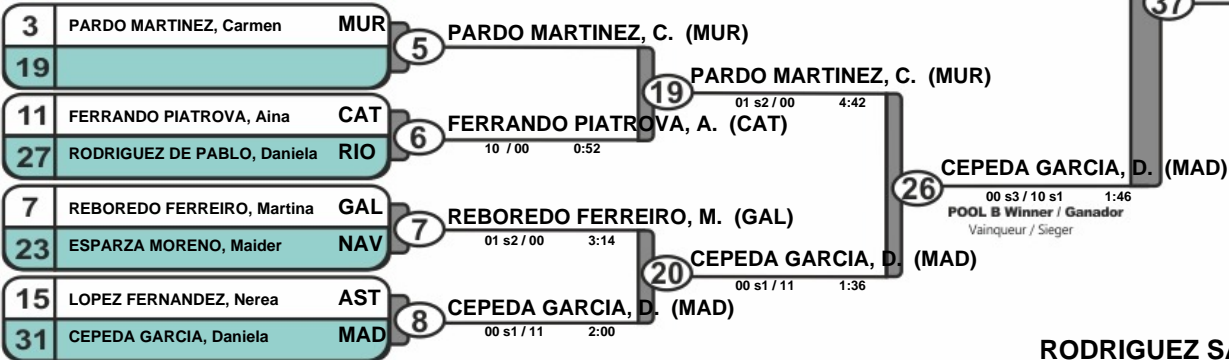 37
3 PARDO MARTINEZ, Carmen MUR
19
5 PARDO MARTINEZ, C. (MUR)
19 PARDO MARTINEZ, C. (MUR)
01 s2 / 00 4:42
11 FERRANDO PIATROVA, Aina CAT
27 RODRIGUEZ DE PABLO, Daniela RIO
6 FERRANDO PIATROVA, A. (CAT)
10 / 00 0:52
26 CEPEDA GARCIA, D. (MAD)
00 s3 / 10 s1 1:46
POOL B Winner / Ganador
Vainqueur / Sieger
7 REBOREDO FERREIRO, Martina GAL
23 ESPARZA MORENO, Maider NAV
7 REBOREDO FERREIRO, M. (GAL)
01 s2 / 00 3:14
20 CEPEDA GARCIA, D. (MAD)
00 s1 / 11 1:36
15 LOPEZ FERNANDEZ, Nerea AST
31 CEPEDA GARCIA, Daniela MAD
8 CEPEDA GARCIA, D. (MAD)
00 s1 / 11 2:00
RODRIGUEZ